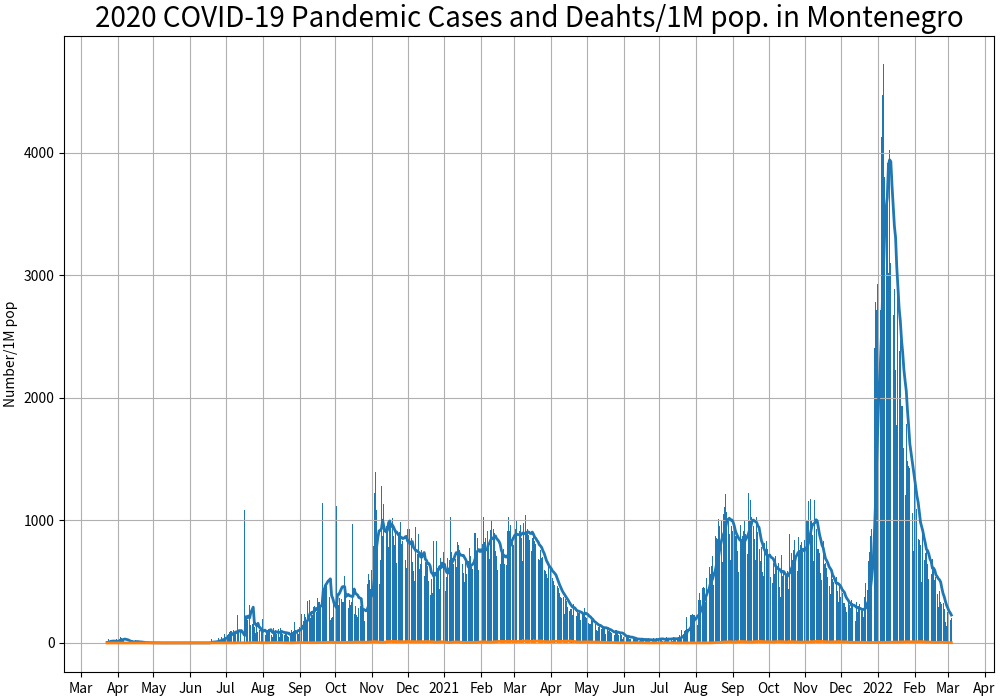 2020 COVID-19 Pandemic Cases and Deahts/1M pop. in Montenegro
Number/1M pop
4000
3000
2000
1000
0
Mar Apr May Jun Jul Aug Sep Oct Nov Dec 2021 Feb Mar Apr May Jun Jul Aug Sep Oct Nov Dec 2022 Feb Mar Apr